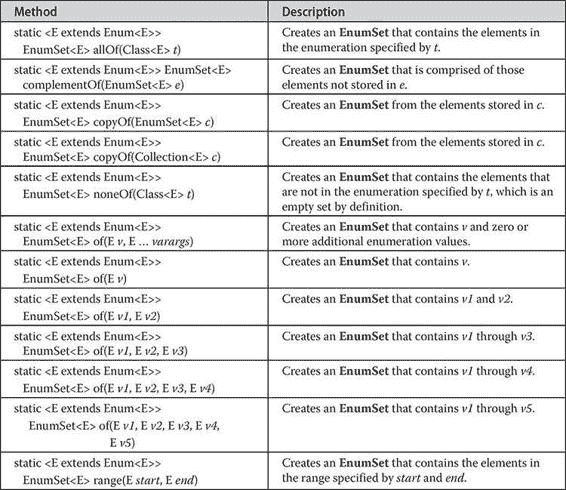 Method
Description
static <E extends Enum<E>>
EnumSet<E> allOf(Class<E> t)
Creates an EnumSet that contains the elements in
the enumeration specified by t.
static <E extends Enum<E>> EnumSet<E>
complementOf(EnumSet<E> e)
Creates an EnumSet that is comprised of those
elements not stored in e.
static <E extends Enum<E>>
EnumSet<E> copyOf(EnumSet<E> c)
Creates an EnumSet from the elements stored in c.
static <E extends Enum<E>>
EnumSet<E> copyOf(Collection<E> c)
Creates an EnumSet from the elements stored in c.
static <E extends Enum<E>>
EnumSet<E> noneOf(Class<E> t)
Creates an EnumSet that contains the elements that
are not in the enumeration specified by t, which is an
empty set by definition.
static <E extends Enum<E>>
EnumSet<E> of(E v, E ... varargs)
Creates an EnumSet that contains v and zero or
more additional enumeration values.
static <E extends Enum<E>>
EnumSet<E> of(E v)
Creates an EnumSet that contains v.
static <E extends Enum<E>>
EnumSet<E> of(E v1, E v2)
Creates an EnumSet that contains v1 and v2.
static <E extends Enum<E>>
EnumSet<E> of(E v1, E v2, E v3)
Creates an EnumSet that contains v1 through v3.
static <E extends Enum<E>>
EnumSet<E> of(E v1, E v2, E v3, E v4)
Creates an EnumSet that contains v1 through v4.
static <E extends Enum<E>>
EnumSet<E> of(E v1, E v2, E v3, E v4,
E v5)
Creates an EnumSet that contains v1 through v5.
static <E extends Enum<E>>
EnumSet<E> range(E start, E end)
Creates an EnumSet that contains the elements in
the range specified by start and end.